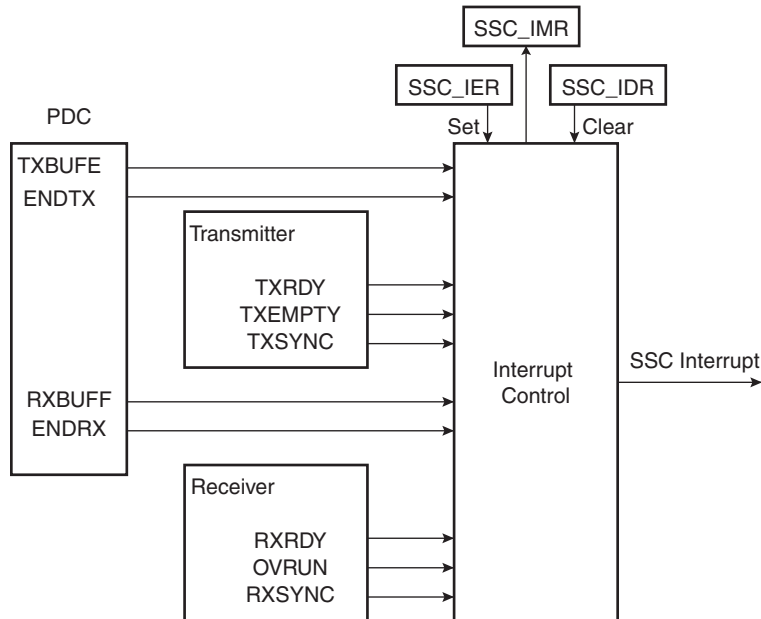 SSC_IMR
SSC_IER
SSC_IDR
PDC
Set
Clear
TXBUFE
ENDTX
Transmitter
TXRDY
TXEMPTY
TXSYNC
Interrupt
Control
SSC Interrupt
RXBUFF
ENDRX
Receiver
RXRDY
OVRUN
RXSYNC